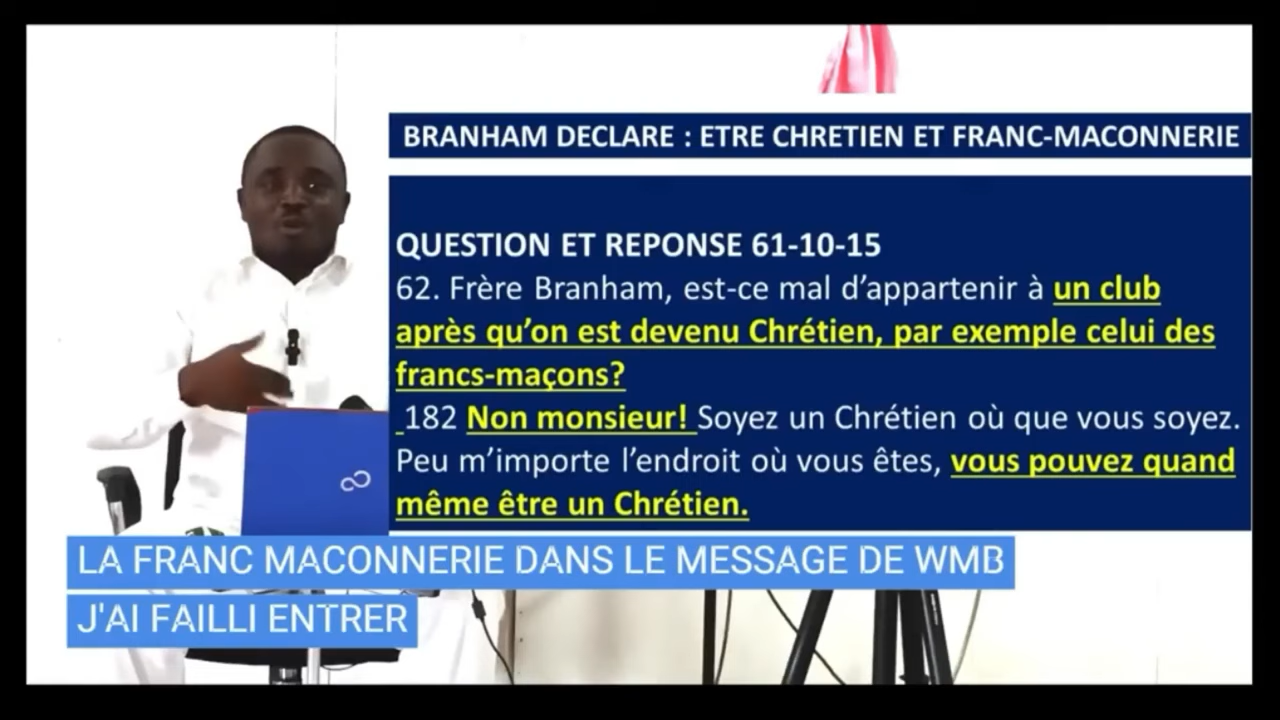 BRANHAM DECLARE : ETRE CHRETIEN ET FRANC-MACONNERIE
QUESTION ET REPONSE 61-10-15
62. Frère Branham, est-ce mal d’appartenir à un club
après qu’on est devenu Chrétien, par exemple celui des
francs-maçons?
182 Non monsieur! Soyez un Chrétien où que vous soyez.
Peu m’importe l’endroit où vous êtes, vous pouvez quand
même être un Chrétien.
LA FRANC MACONNERIE DANS LE MESSAGE DE WMB
J'AI FAILLI ENTRER